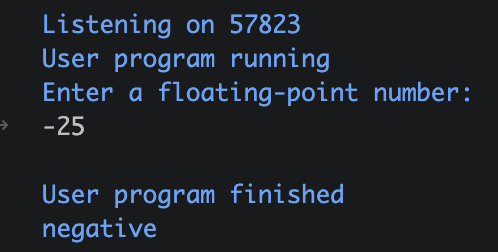 Listening on 57823
User program running
Enter a floating-point number:
-25
User program finished
negative